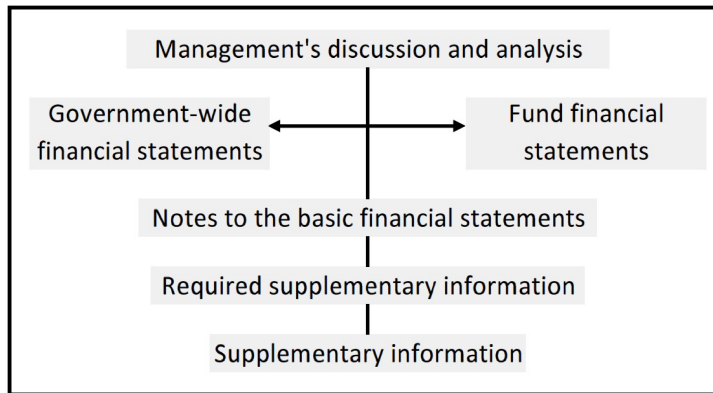 Management's discussion and analysis
Government-wide
financial statements
Fund financial
statements
Notes to the basic financial statements
Required supplementary information
Supplementary information